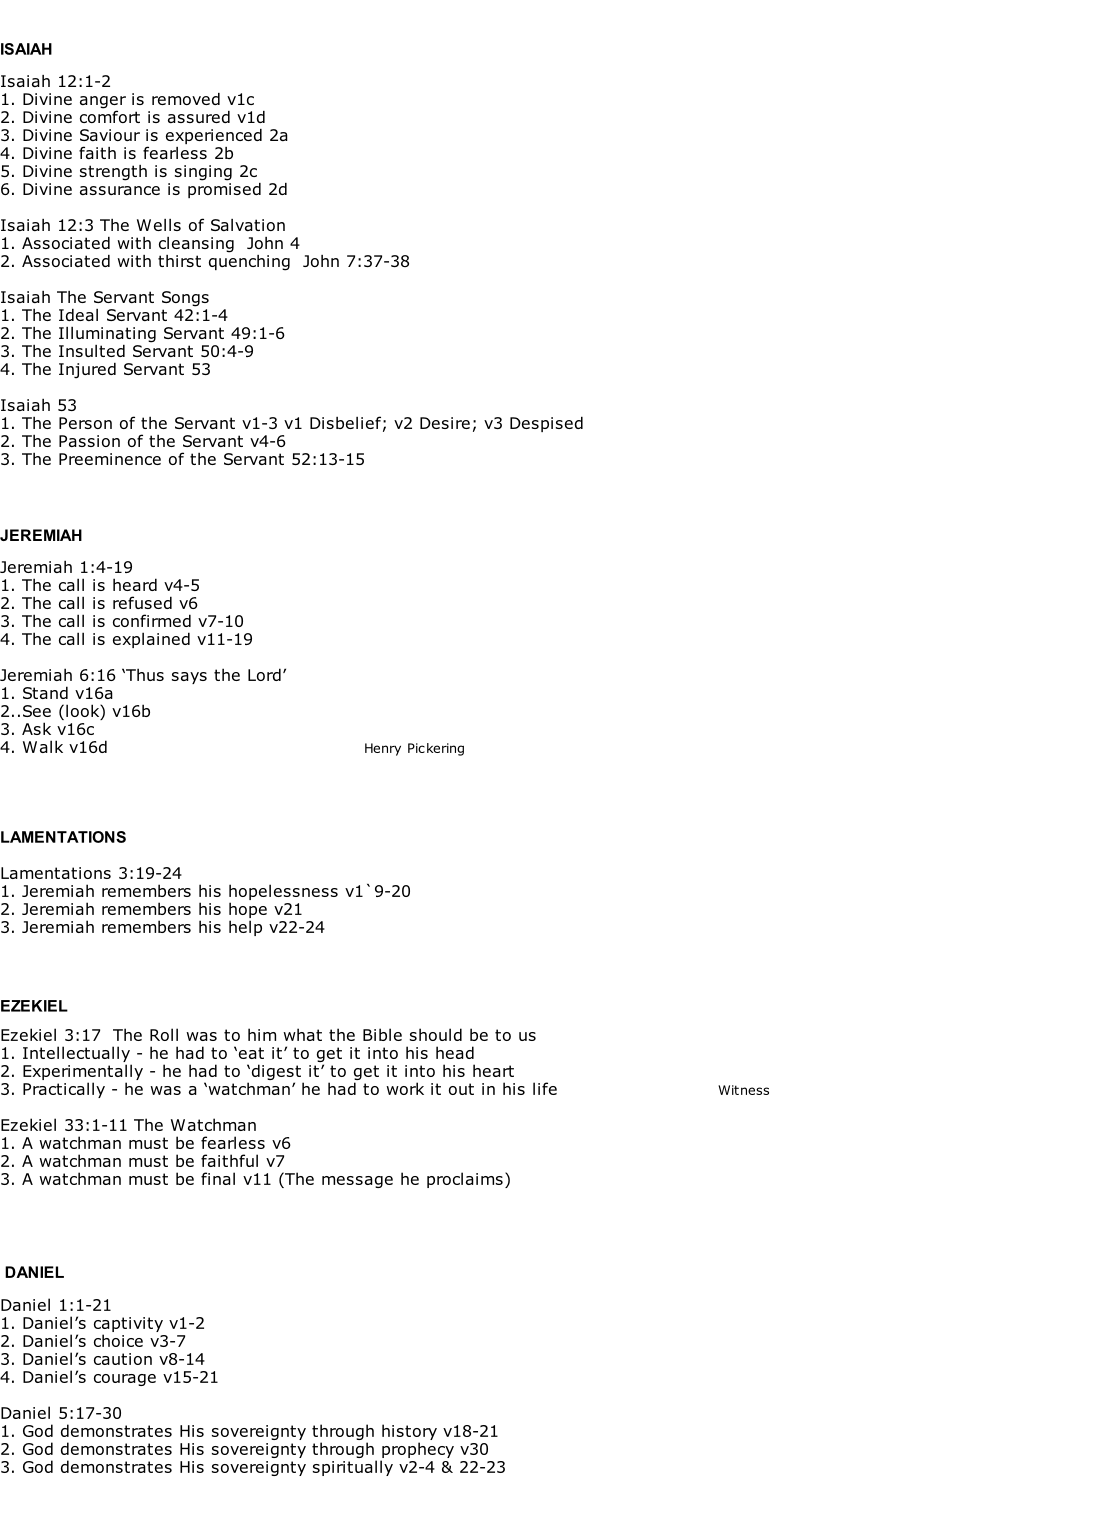 ISAIAH
Isaiah 12:1-2
1. Divine anger is removed v1c
2. Divine comfort is assured v1d
3. Divine Saviour is experienced 2a
4. Divine faith is fearless 2b
5. Divine strength is singing 2c
6. Divine assurance is promised 2d
Isaiah 12:3 The Wells of Salvation
1. Associated with cleansing  John 4
2. Associated with thirst quenching  John 7:37-38
Isaiah The Servant Songs
1. The Ideal Servant 42:1-4
2. The Illuminating Servant 49:1-6
3. The Insulted Servant 50:4-9
4. The Injured Servant 53
Isaiah 53
1. The Person of the Servant v1-3 v1 Disbelief; v2 Desire; v3 Despised
2. The Passion of the Servant v4-6
3. The Preeminence of the Servant 52:13-15
JEREMIAH
Jeremiah 1:4-19
1. The call is heard v4-5
2. The call is refused v6
3. The call is confirmed v7-10
4. The call is explained v11-19
Jeremiah 6:16 ‘Thus says the Lord’
1. Stand v16a
2..See (look) v16b
3. Ask v16c
4. Walk v16d Henry Pickering
LAMENTATIONS
Lamentations 3:19-24
1. Jeremiah remembers his hopelessness v1`9-20
2. Jeremiah remembers his hope v21
3. Jeremiah remembers his help v22-24
EZEKIEL
Ezekiel 3:17  The Roll was to him what the Bible should be to us
1. Intellectually - he had to ‘eat it’ to get it into his head
2. Experimentally - he had to ‘digest it’ to get it into his heart
3. Practically - he was a ‘watchman’ he had to work it out in his life Witness
Ezekiel 33:1-11 The Watchman
1. A watchman must be fearless v6
2. A watchman must be faithful v7
3. A watchman must be final v11 (The message he proclaims)
DANIEL
Daniel 1:1-21
1. Daniel’s captivity v1-2
2. Daniel’s choice v3-7
3. Daniel’s caution v8-14
4. Daniel’s courage v15-21
Daniel 5:17-30
1. God demonstrates His sovereignty through history v18-21
2. God demonstrates His sovereignty through prophecy v30
3. God demonstrates His sovereignty spiritually v2-4 & 22-23